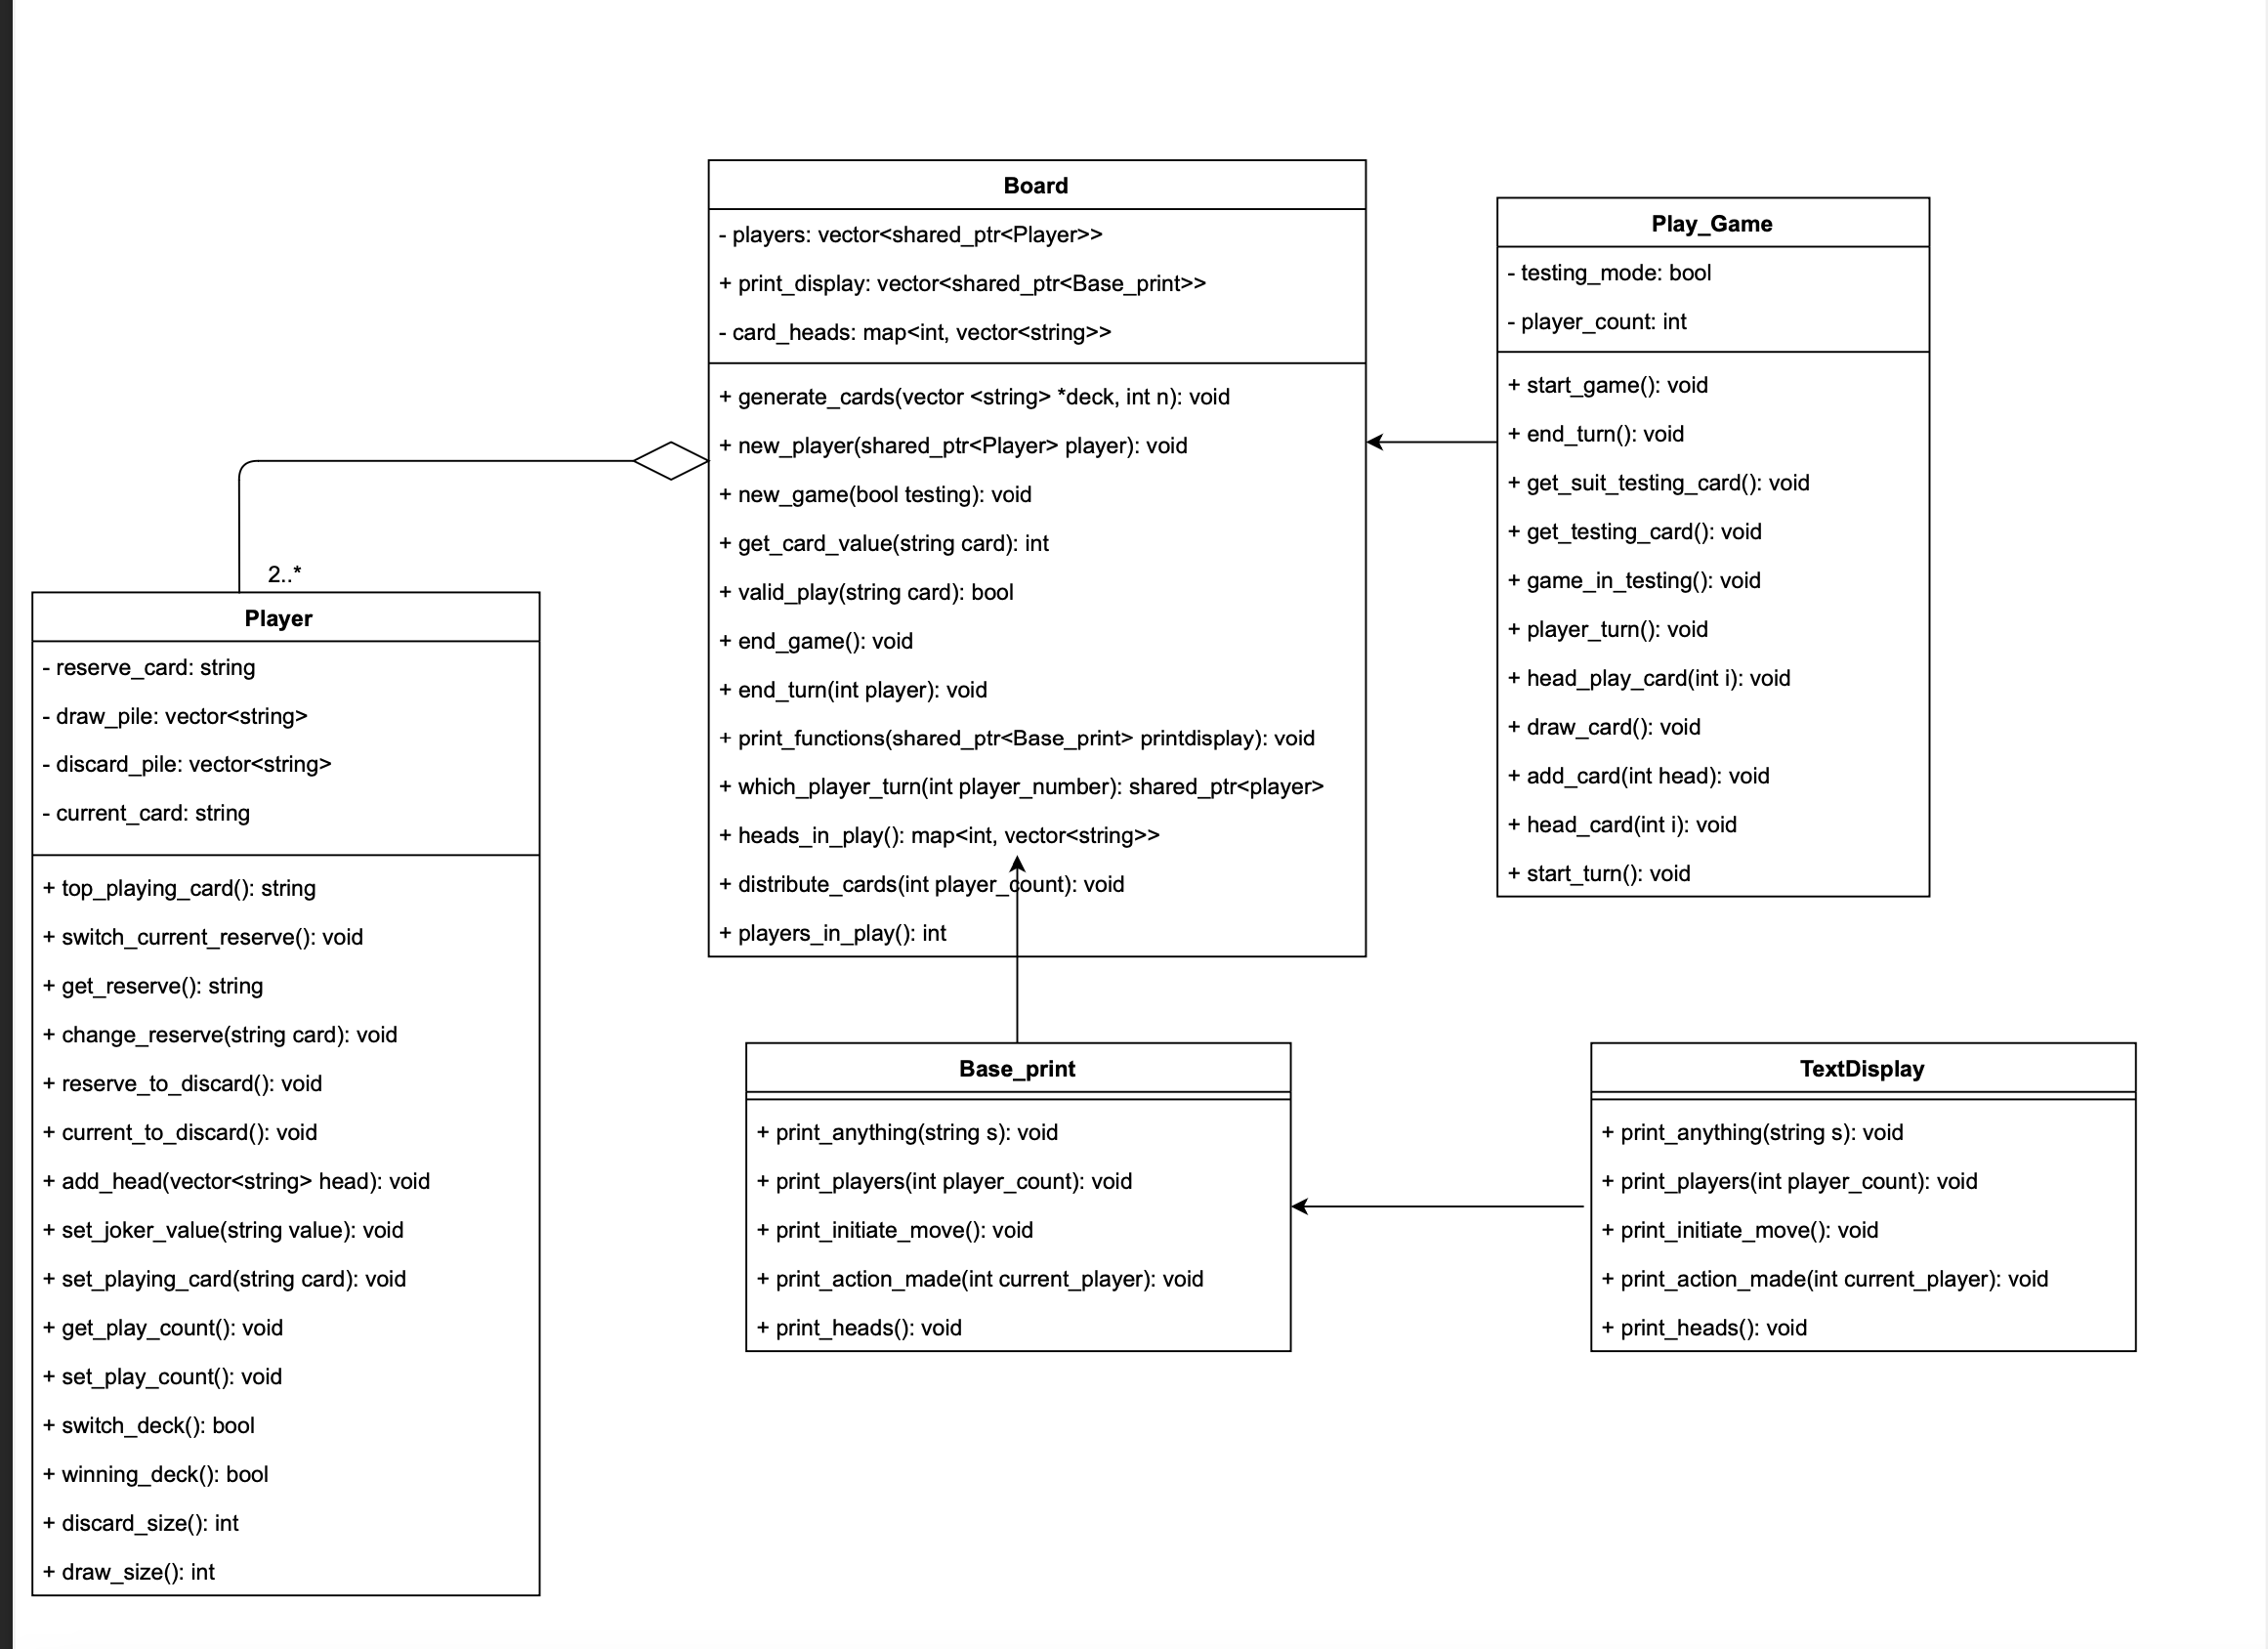 Board
- players: vector<shared_ptr<Player>>
+ print_display: vector<shared_ptr<Base_print>>
- card_heads: map<int, vector<string>>
+ generate_cards(vector <string> *deck, int n): void
+ new_player(shared_ptr<Player> player): void
+ new_game(bool testing): void
+ get_card_value(string card): int
+ valid_play(string card): bool
+ end_game(): void
+ end_turn(int player): void
+ print_functions(shared_ptr<Base_print> printdisplay): void
+ which_player_turn(int player_number): shared_ptr<player>
+ heads_in_play(): map<int, vector<string>>
+ distribute_cards(int player_count): void
+ players_in_play(): int
Play_Game
- testing_mode: bool
- player_count: int
+ start_game(): void
+ end_turn(): void
+ get_suit_testing_card(): void
+ get_testing_card(): void
+ game_in_testing(): void
+ player_turn(): void
+ head_play_card(int i): void
+ draw_card(): void
+ add_card(int head): void
+ head_card(int i): void
+ start_turn(): void
2..*
Player
- reserve_card: string
- draw_pile: vector<string>
- discard_pile: vector<string>
- current_card: string
+ top_playing_card(): string
+ switch_current_reserve(): void
+ get_reserve(): string
+ change_reserve(string card): void
+ reserve_to_discard(): void
+ current_to_discard(): void
+ add_head(vector<string> head): void
+ set_joker_value(string value): void
+ set_playing_card(string card): void
+ get_play_count(): void
+ set_play_count(): void
+ switch_deck(): bool
+ winning_deck(): bool
+ discard_size(): int
+ draw_size(): int
Base_print
+ print_anything(string s): void
+ print_players(int player_count): void
+ print_initiate_move(): void
+ print_action_made(int current_player): void
+ print_heads(): void
TextDisplay
+ print_anything(string s): void
+ print_players(int player_count): void
+ print_initiate_move(): void
+ print_action_made(int current_player): void
+ print_heads(): void